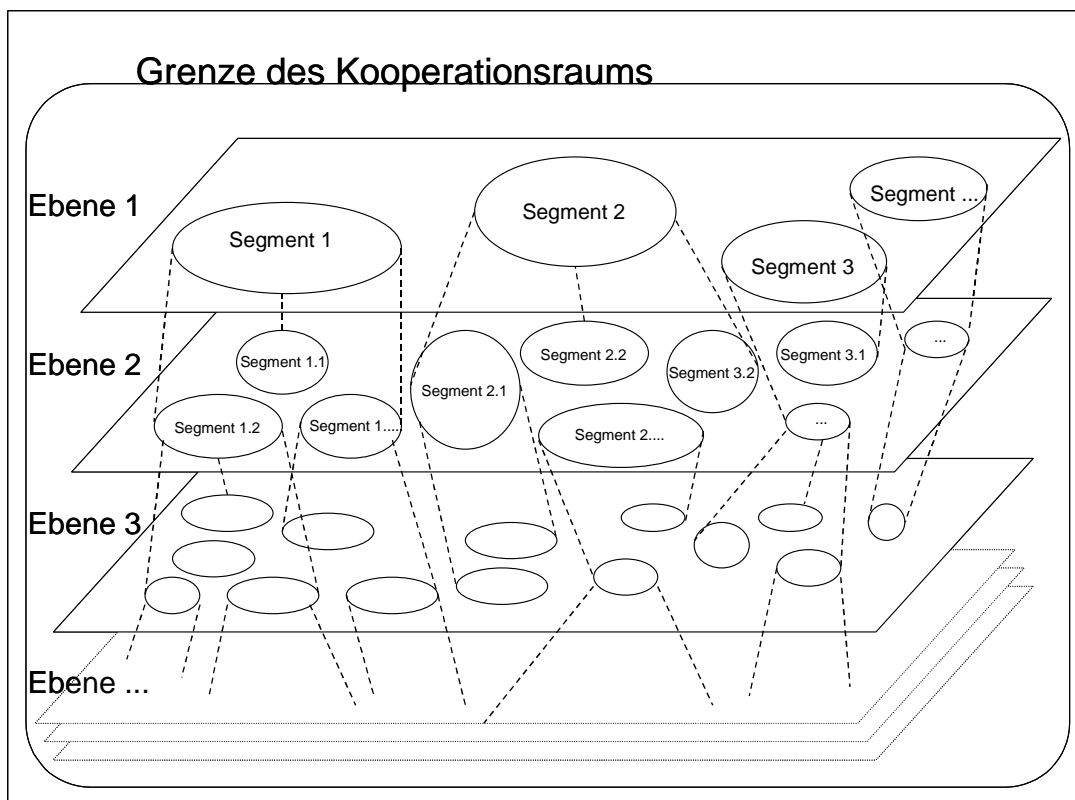 Grenze des Kooperationsraums
Ebene 1
Segment 1
Segment 2
Segment 3
Segment ...
Ebene 2
Segment 1.1
Segment 1.2
Segment 1....
Segment 2.1
Segment 2.2
Segment 2....
Segment 3.2
Segment 3.1
...
...
Ebene 3
Ebene ...